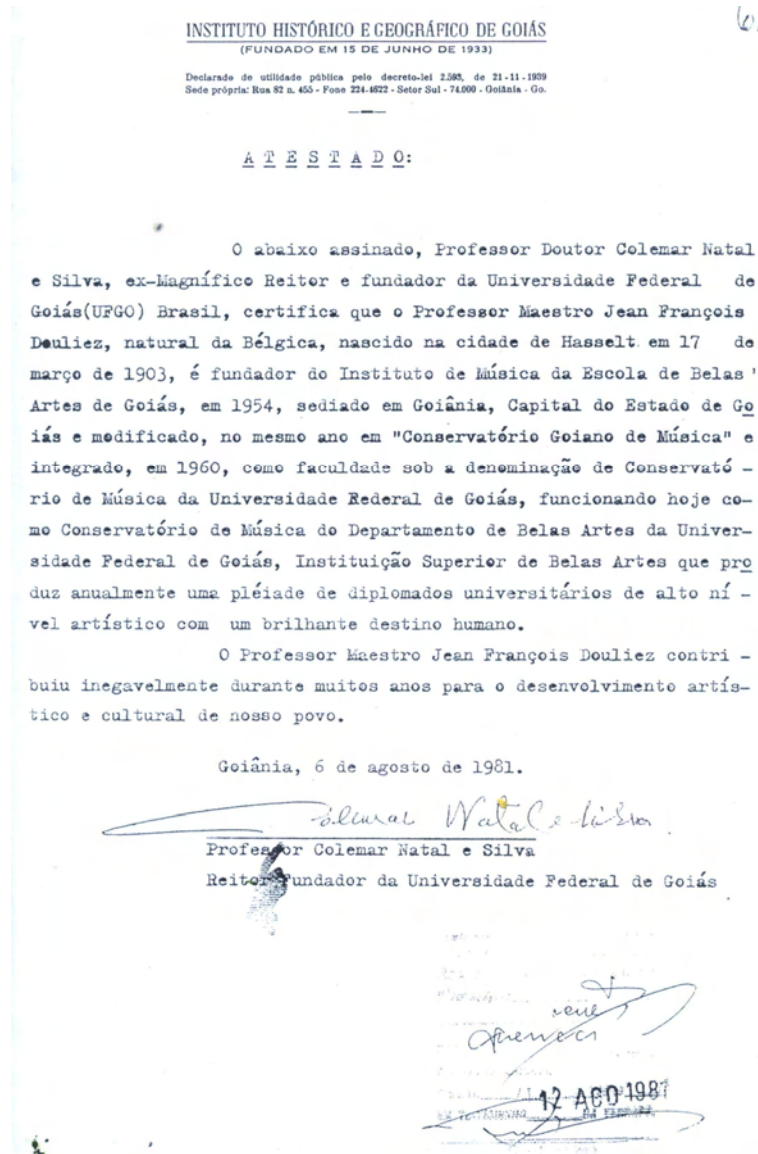 INSTITUTO HISTÓRICO E GEOGRÁFICO DE GOIÁS
(FUNDADO EM 15 DE JUNHO DE 1933)
Declarado de utilidade pública pelo decreto-lei 2.593, de 21-11-1939
Sede própria: Rua 82 n. 455 - Fone 224-4622 - Setor Sul - 74.000 - Goiânia - Go.
A T E S T A D O:
O abaixo assinado, Professor Doutor Colemar Natal
e Silva, ex-Magnífico Reitor e fundador da Universidade Federal de
Goiás(UFGO) Brasil, certifica que o Professor Maestro Jean François
Douliez, natural da Bélgica, nascido na cidade de Hasselt em 17 de
março de 1903, é fundador do Instituto de Música da Escola de Belas '
Artes de Goiás, em 1954, sediado em Goiânia, Capital do Estado de Go
iás e modificado, no mesmo ano em "Conservatório Goiano de Música" e
integrado, em 1960, como faculdade sob a denominação de Conservató -
rio de Música da Universidade Rederal de Goiás, funcionando hoje co-
mo Conservatório de Música do Departamento de Belas Artes da Univer-
sidade Federal de Goiás, Instituição Superior de Belas Artes que pro
duz anualmente uma plêiade de diplomados universitários de alto ní -
vel artístico com um brilhante destino humano.
O Professor Maestro Jean François Douliez contri -
buiu inegavelmente durante muitos anos para o desenvolvimento artís-
tico e cultural de nosso povo.
Goiânia, 6 de agosto de 1981.
Colemar Natal e Silva
Professor Colemar Natal e Silva
Reitor Fundador da Universidade Federal de Goiás
12 AGO 1981